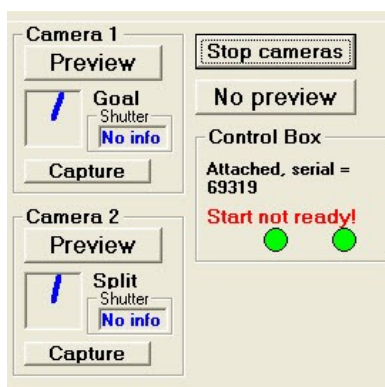 Camera 1
Preview
Goal
Shutter
No info
Capture
Camera 2
Preview
Split
Shutter
No info
Capture
Stop cameras
No preview
Control Box
Attached, serial =
69319
Start not ready!